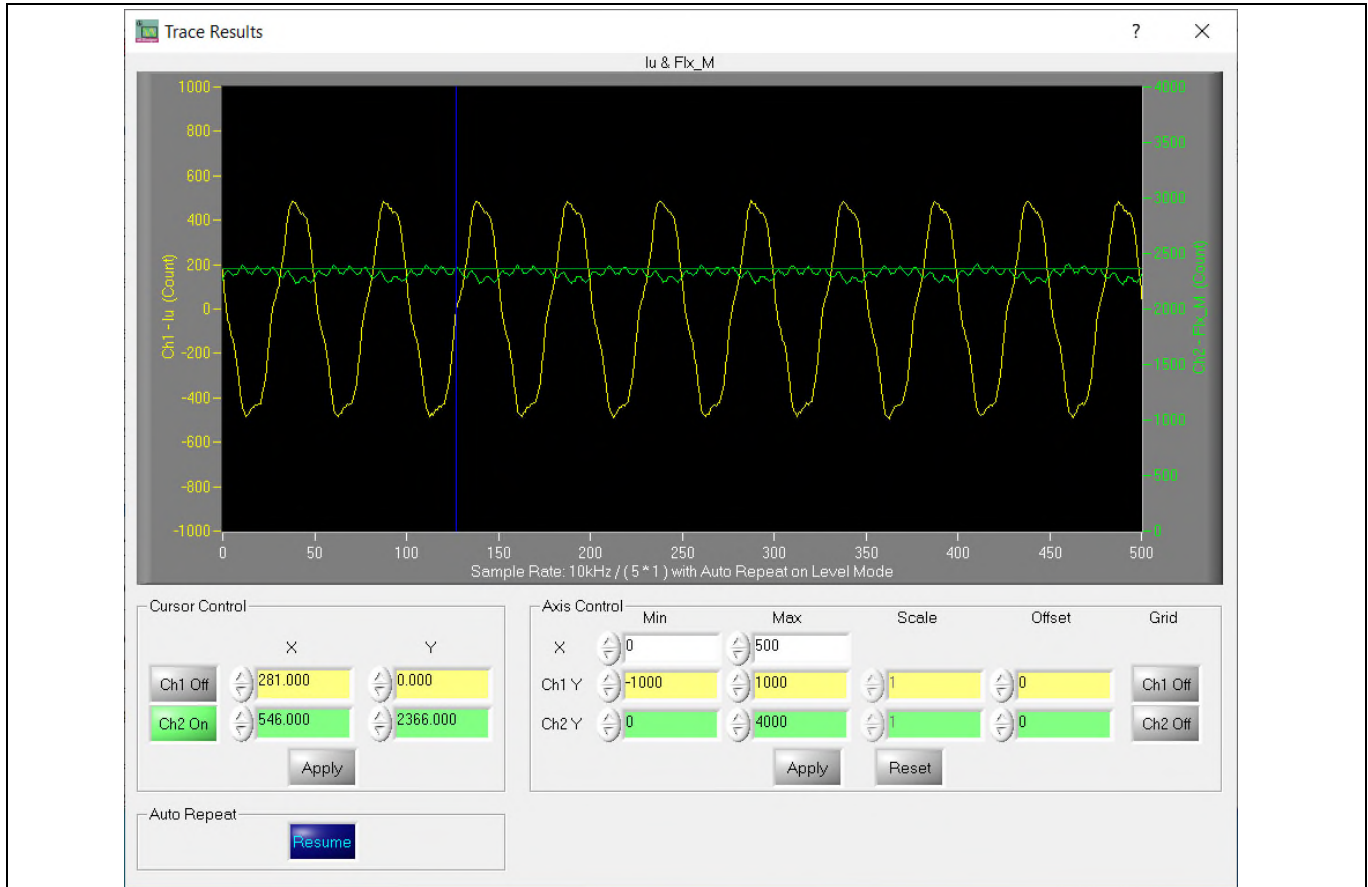 Trace Results
? X
Iu & Flx_M
1000
800
600
400
200
0
-200
-400
-600
-800
-1000
Ch1 - Iu (Count)
4000
3500
3000
2500
2000
1500
1000
500
0
Ch2 - Flx_M (Count)
0 50 100 150 200 250 300 350 400 450 500
Sample Rate: 10kHz / ( 5 * 1 ) with Auto Repeat on Level Mode
Cursor Control
X Y
Ch1 Off 281.000 0.000
Ch2 On 546.000 2366.000
Apply
Axis Control
Min Max Scale Offset Grid
X 0 500
Ch1 Y -1000 1000 1 0 Ch1 Off
Ch2 Y 0 4000 1 0 Ch2 Off
Apply Reset
Auto Repeat
Resume